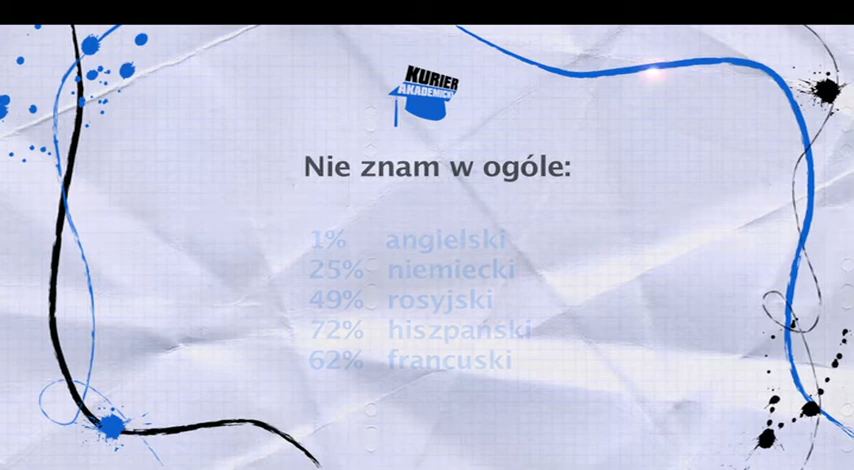 KURIER
AKADEMICKI
Nie znam w ogóle:
1% angielski
25% niemiecki
49% rosyjski
72% hiszpański
62% francuski